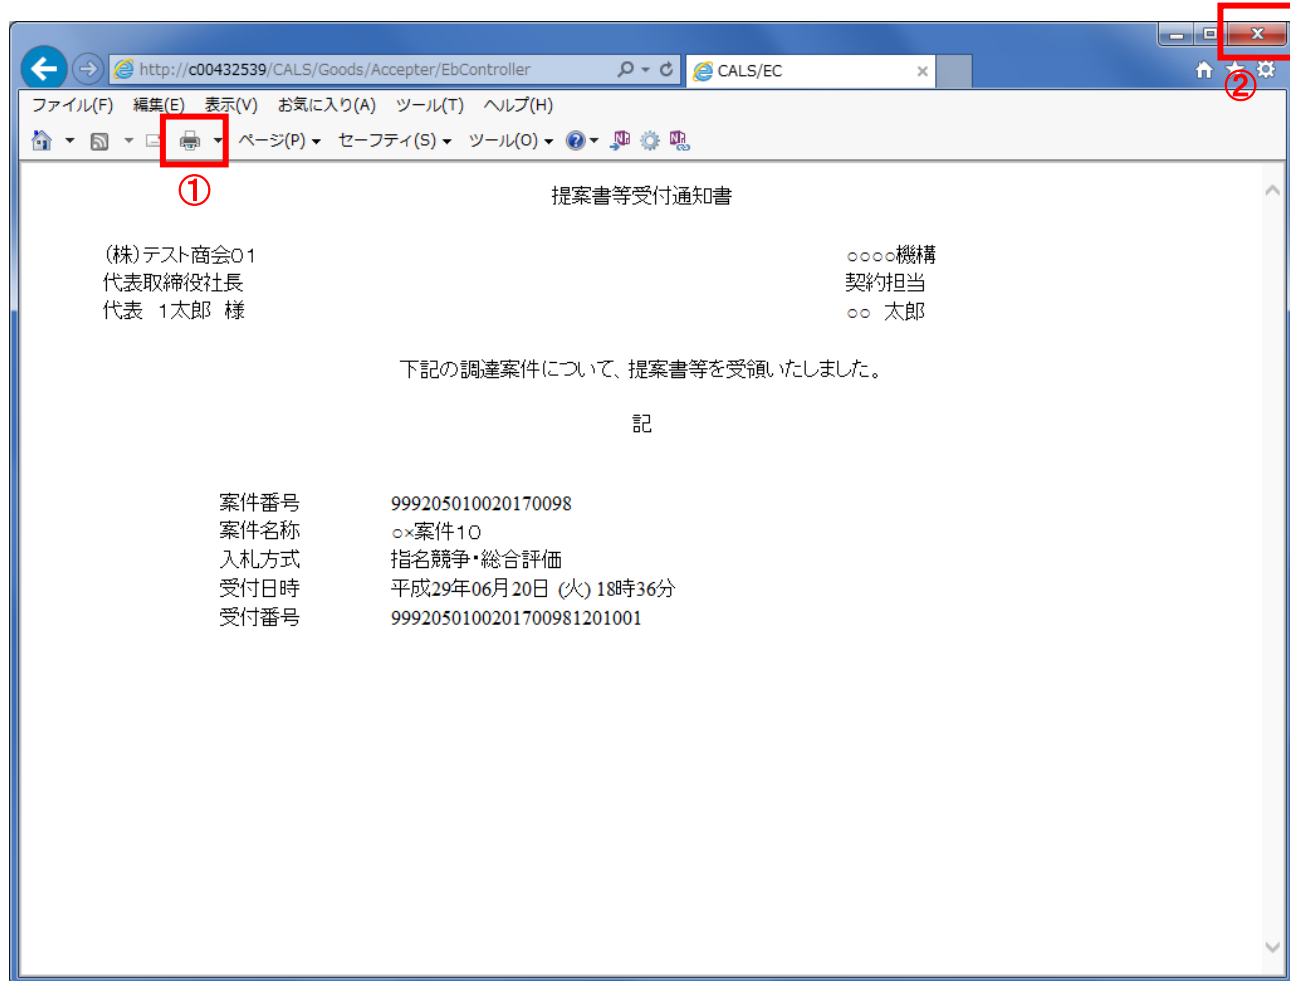 ②
http://c00432539/CALS/Goods/Accepter/EbController
CALS/EC
ファイル(F) 編集(E) 表示(V) お気に入り(A) ツール(T) ヘルプ(H)
ページ(P) セーフティ(S) ツール(O)
①
提案書等受付通知書
(株)テスト商会01
○○○○機構
代表取締役社長
契約担当
代表 1太郎 様
○○ 太郎
下記の調達案件について、提案書等を受領いたしました。
記
案件番号 999205010020170098
案件名称 ○×案件10
入札方式 指名競争・総合評価
受付日時 平成29年06月20日 (火) 18時36分
受付番号 9992050100201700981201001